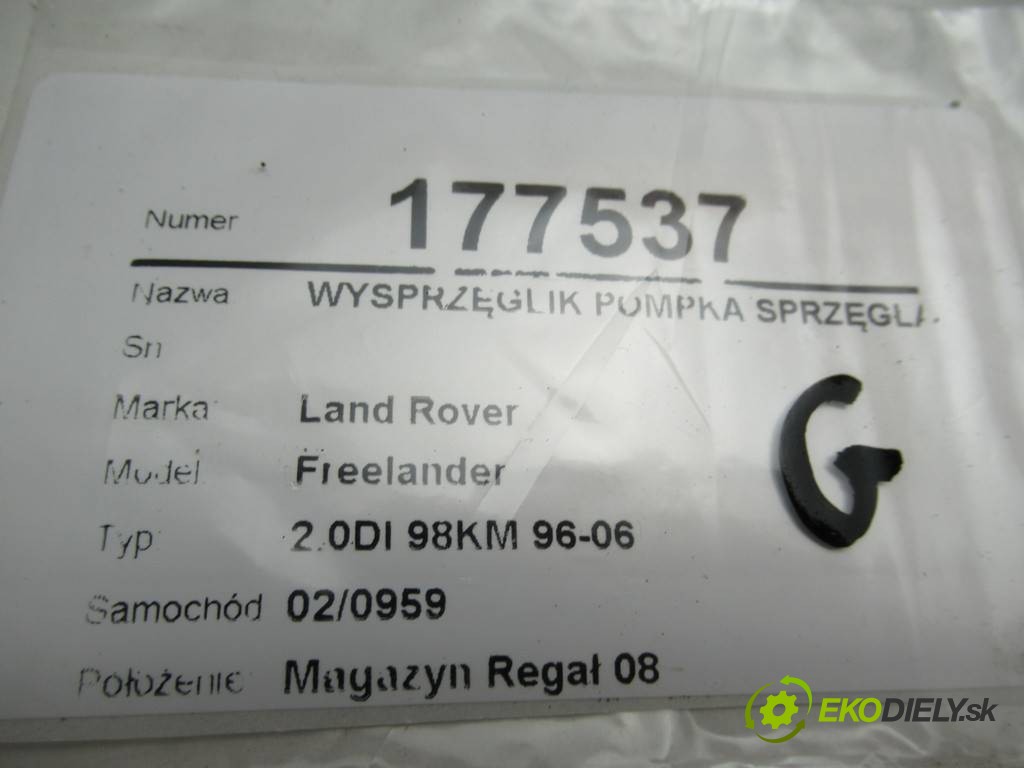 Numer 177537
Nazwa WYSPRZĘGLIK POMPKA SPRZĘGŁA
Sn
Marka Land Rover
Model Freelander
Typ 2.0DI 98KM 96-06
Samochód 02/0959
Położenie Magazyn Regał 08
G
EKODIELY.sk